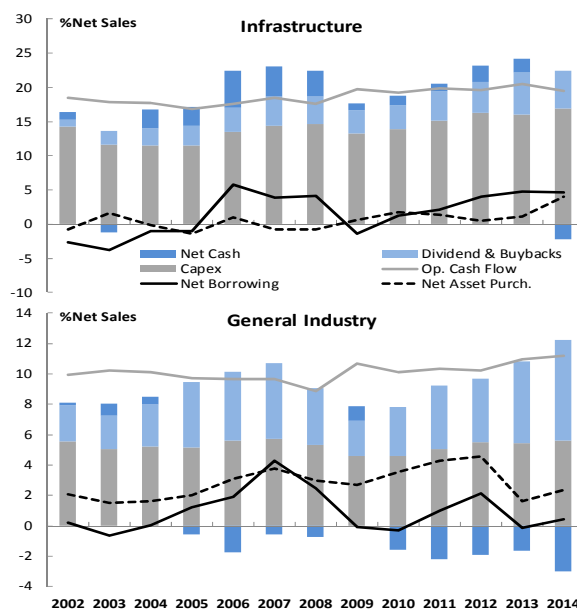 %Net Sales
Infrastructure
30
25
20
15
10
5
0
-5
-10
Net Cash
Dividend & Buybacks
Capex
Op. Cash Flow
Net Borrowing
Net Asset Purch.
%Net Sales
General Industry
14
12
10
8
6
4
2
0
-2
-4
2002 2003 2004 2005 2006 2007 2008 2009 2010 2011 2012 2013 2014